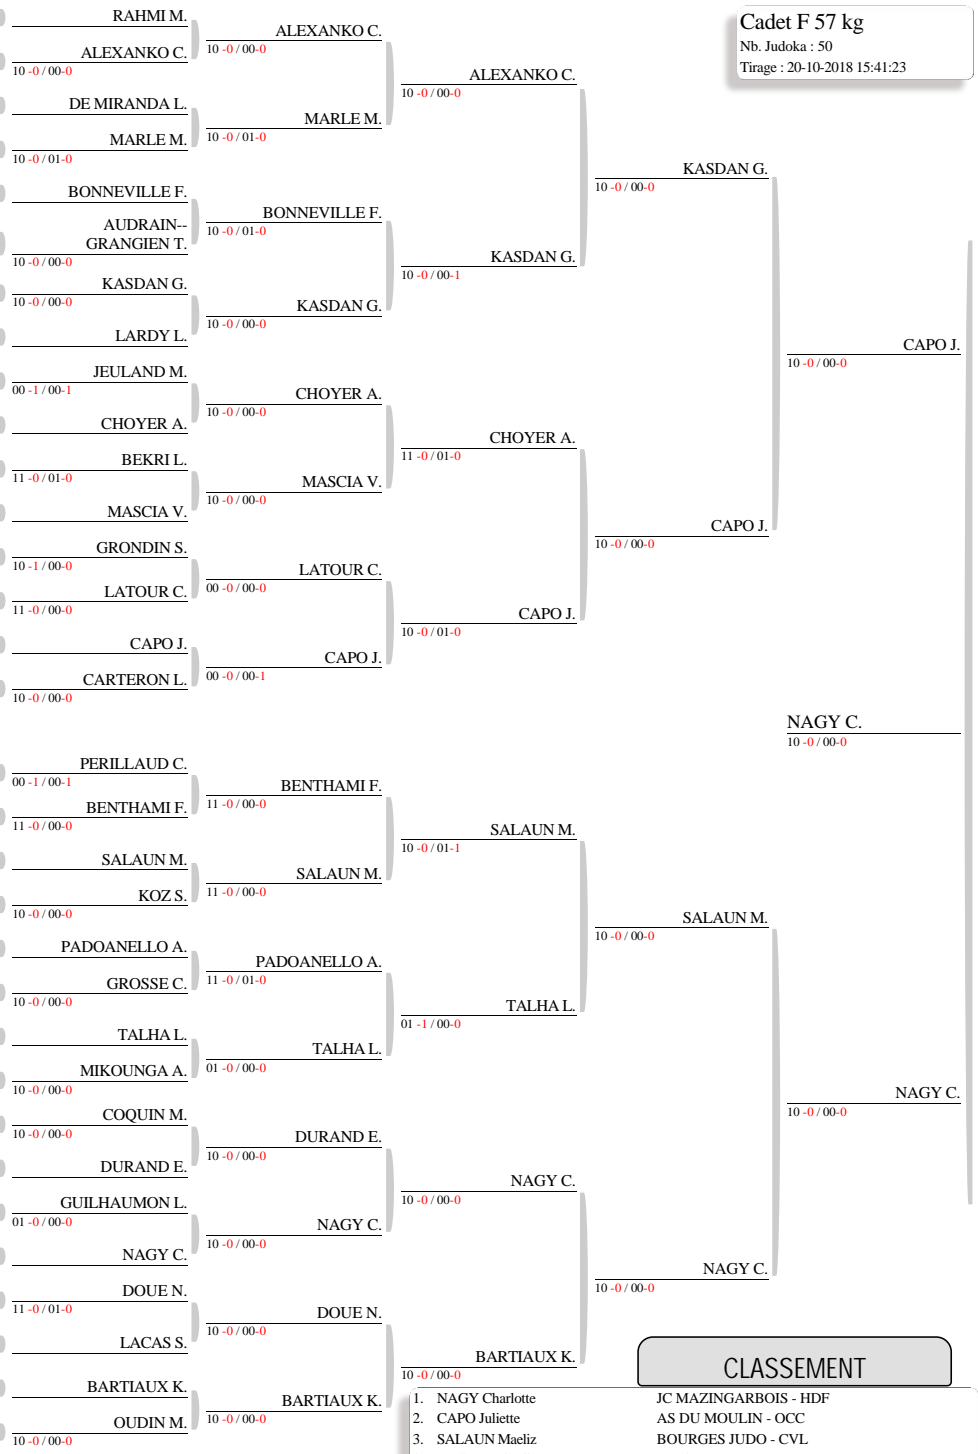 Cadet F 57 kg
Nb. Judoka : 50
Tirage : 20-10-2018 15:41:23
RAHMI M.
ALEXANKO C.
10 -0 / 00-0
DE MIRANDA L.
MARLE M.
10 -0 / 01-0
BONNEVILLE F.
AUDRAIN--
GRANGIEN T.
10 -0 / 00-0
KASDAN G.
10 -0 / 00-0
LARDY L.
JEULAND M.
00 -1 / 00-1
CHOYER A.
BEKRI L.
11 -0 / 01-0
MASCIA V.
GRONDIN S.
10 -1 / 00-0
LATOUR C.
11 -0 / 00-0
CAPO J.
CARTERON L.
10 -0 / 00-0
PERILLAUD C.
00 -1 / 00-1
BENTHAMI F.
11 -0 / 00-0
SALAUN M.
KOZ S.
10 -0 / 00-0
PADOANELLO A.
GROSSE C.
10 -0 / 00-0
TALHA L.
MIKOUNGA A.
10 -0 / 00-0
COQUIN M.
10 -0 / 00-0
DURAND E.
GUILHAUMON L.
01 -0 / 00-0
NAGY C.
DOUE N.
11 -0 / 01-0
LACAS S.
BARTIAUX K.
OUDIN M.
10 -0 / 00-0
ALEXANKO C.
10 -0 / 00-0
MARLE M.
10 -0 / 01-0
BONNEVILLE F.
10 -0 / 01-0
KASDAN G.
10 -0 / 00-0
CHOYER A.
10 -0 / 00-0
MASCIA V.
10 -0 / 00-0
LATOUR C.
00 -0 / 00-0
CAPO J.
00 -0 / 00-1
BENTHAMI F.
11 -0 / 00-0
SALAUN M.
11 -0 / 00-0
PADOANELLO A.
11 -0 / 01-0
TALHA L.
01 -0 / 00-0
DURAND E.
10 -0 / 00-0
NAGY C.
10 -0 / 00-0
DOUE N.
10 -0 / 00-0
BARTIAUX K.
10 -0 / 00-0
ALEXANKO C.
10 -0 / 00-0
KASDAN G.
10 -0 / 00-1
CHOYER A.
11 -0 / 01-0
CAPO J.
10 -0 / 01-0
SALAUN M.
10 -0 / 01-1
TALHA L.
01 -1 / 00-0
NAGY C.
10 -0 / 00-0
BARTIAUX K.
10 -0 / 00-0
KASDAN G.
10 -0 / 00-0
CAPO J.
10 -0 / 00-0
SALAUN M.
10 -0 / 00-0
NAGY C.
10 -0 / 00-0
CAPO J.
10 -0 / 00-0
NAGY C.
10 -0 / 00-0
NAGY C.
10 -0 / 00-0
CLASSEMENT
1. NAGY Charlotte JC MAZINGARBOIS - HDF
2. CAPO Juliette AS DU MOULIN - OCC
3. SALAUN Maeliz BOURGES JUDO - CVL